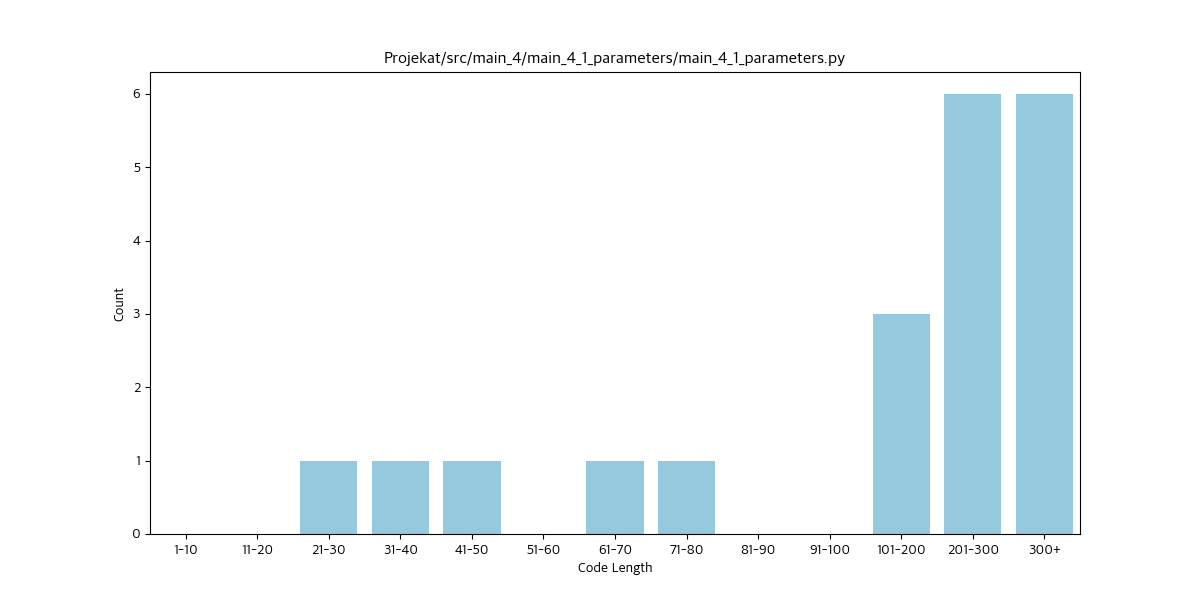 Projekat/src/main_4/main_4_1_parameters/main_4_1_parameters.py
6
5
4
3
2
1
0
Count
1-10 11-20 21-30 31-40 41-50 51-60 61-70 71-80 81-90 91-100 101-200 201-300 300+
Code Length